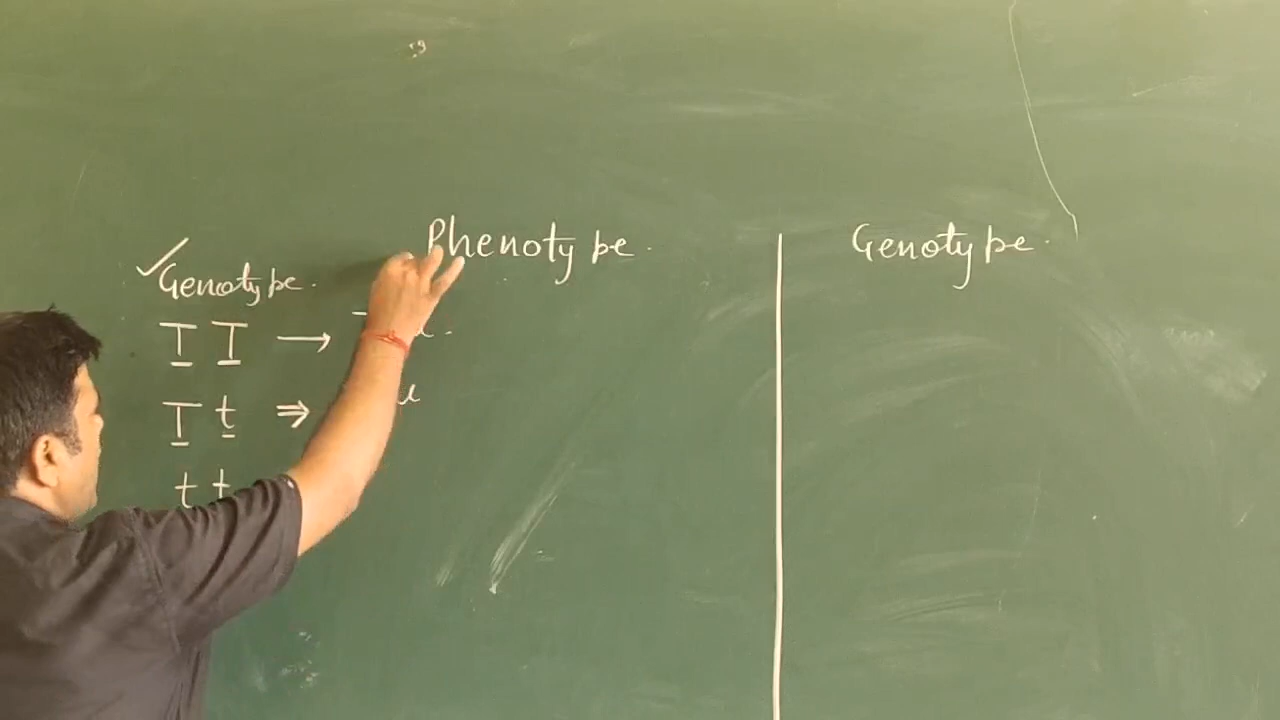 Phenotype.
Genotype.
✓Genotype.
T T →
T t ⇒
t t